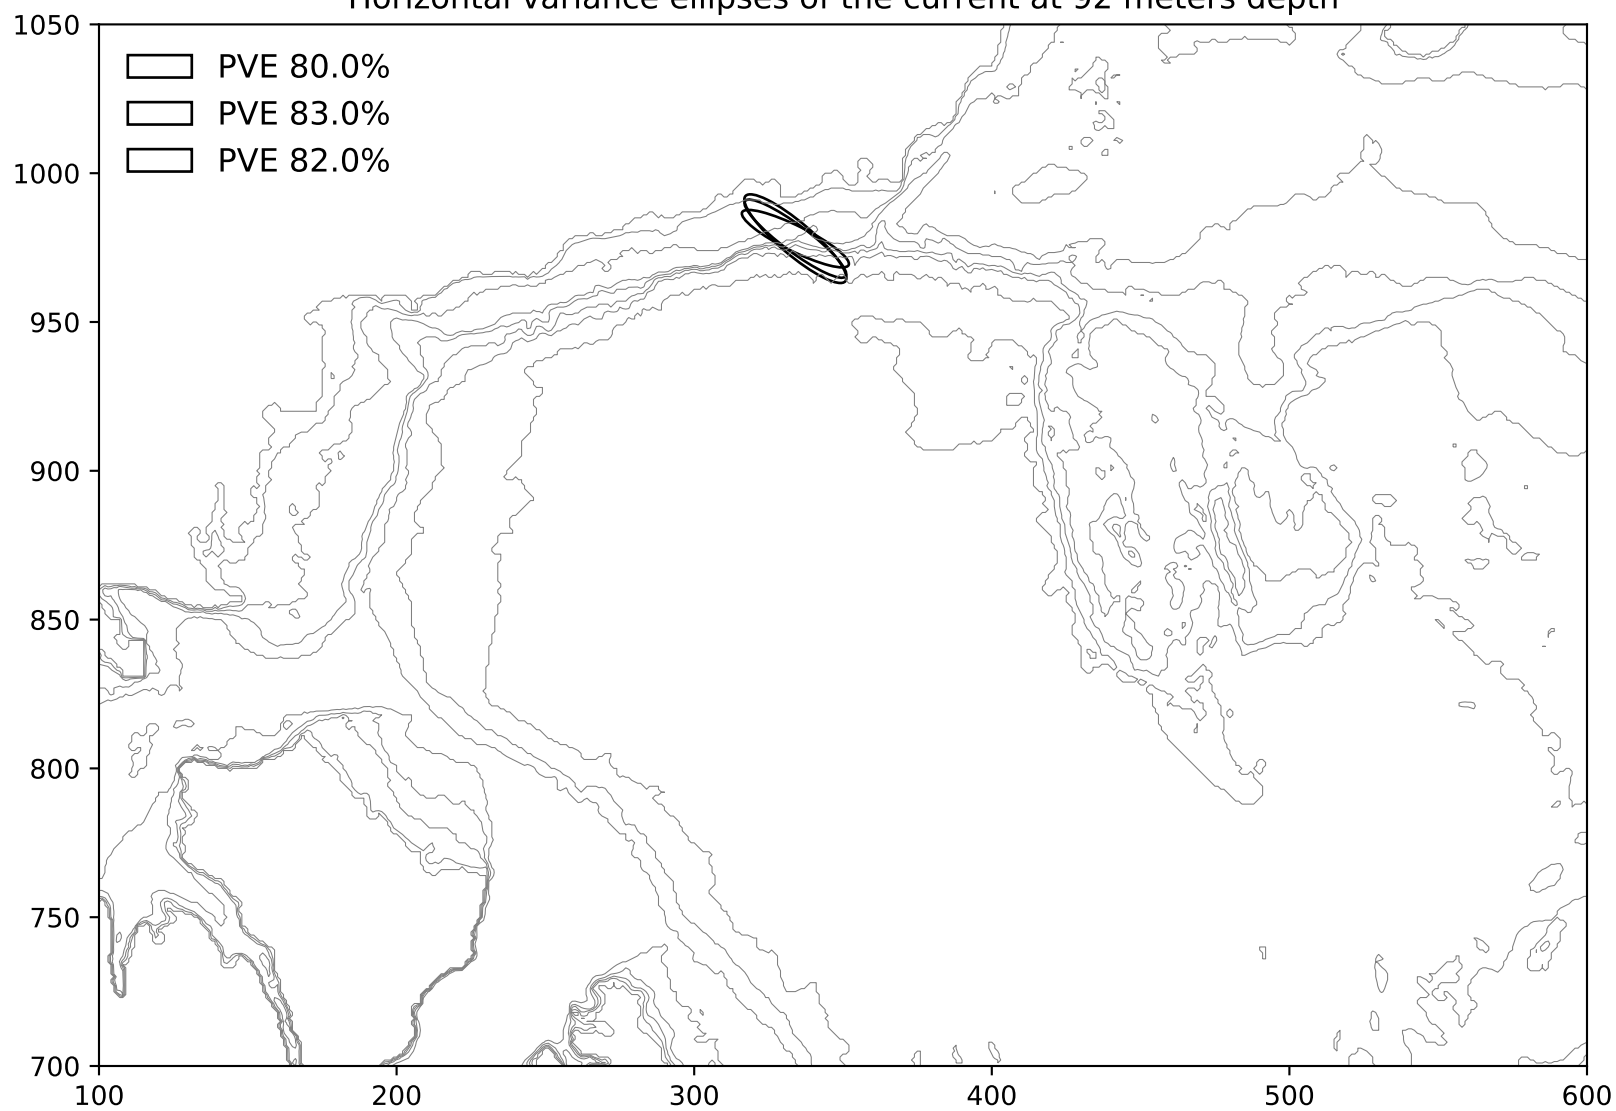 Horizontal variance ellipses of the current at 92 meters depth
1050
PVE 80.0%
PVE 83.0%
PVE 82.0%
1000
950
900
850
800
750
700
100 200 300 400 500 600